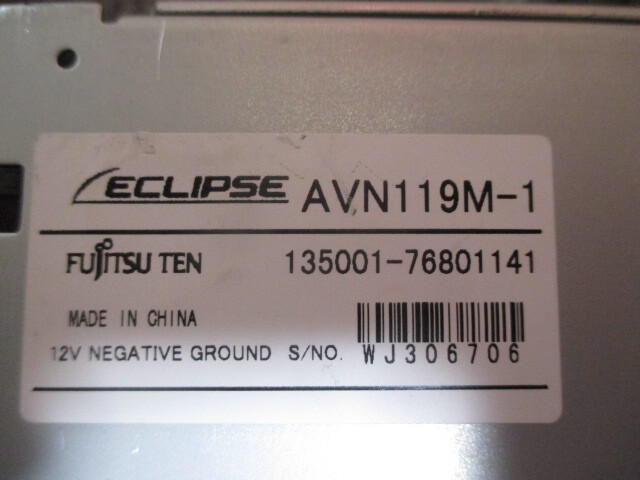 ECLIPSE AVN119M-1
FUJITSU TEN 135001-76801141
MADE IN CHINA
12V NEGATIVE GROUND S/NO. WJ306706